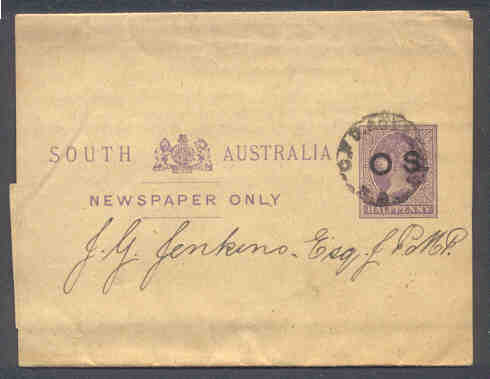 SOUTH AUSTRALIA
O S
HALFPENNY
NEWSPAPER ONLY
J. G. Jenkins. Esq J.P. M.P.